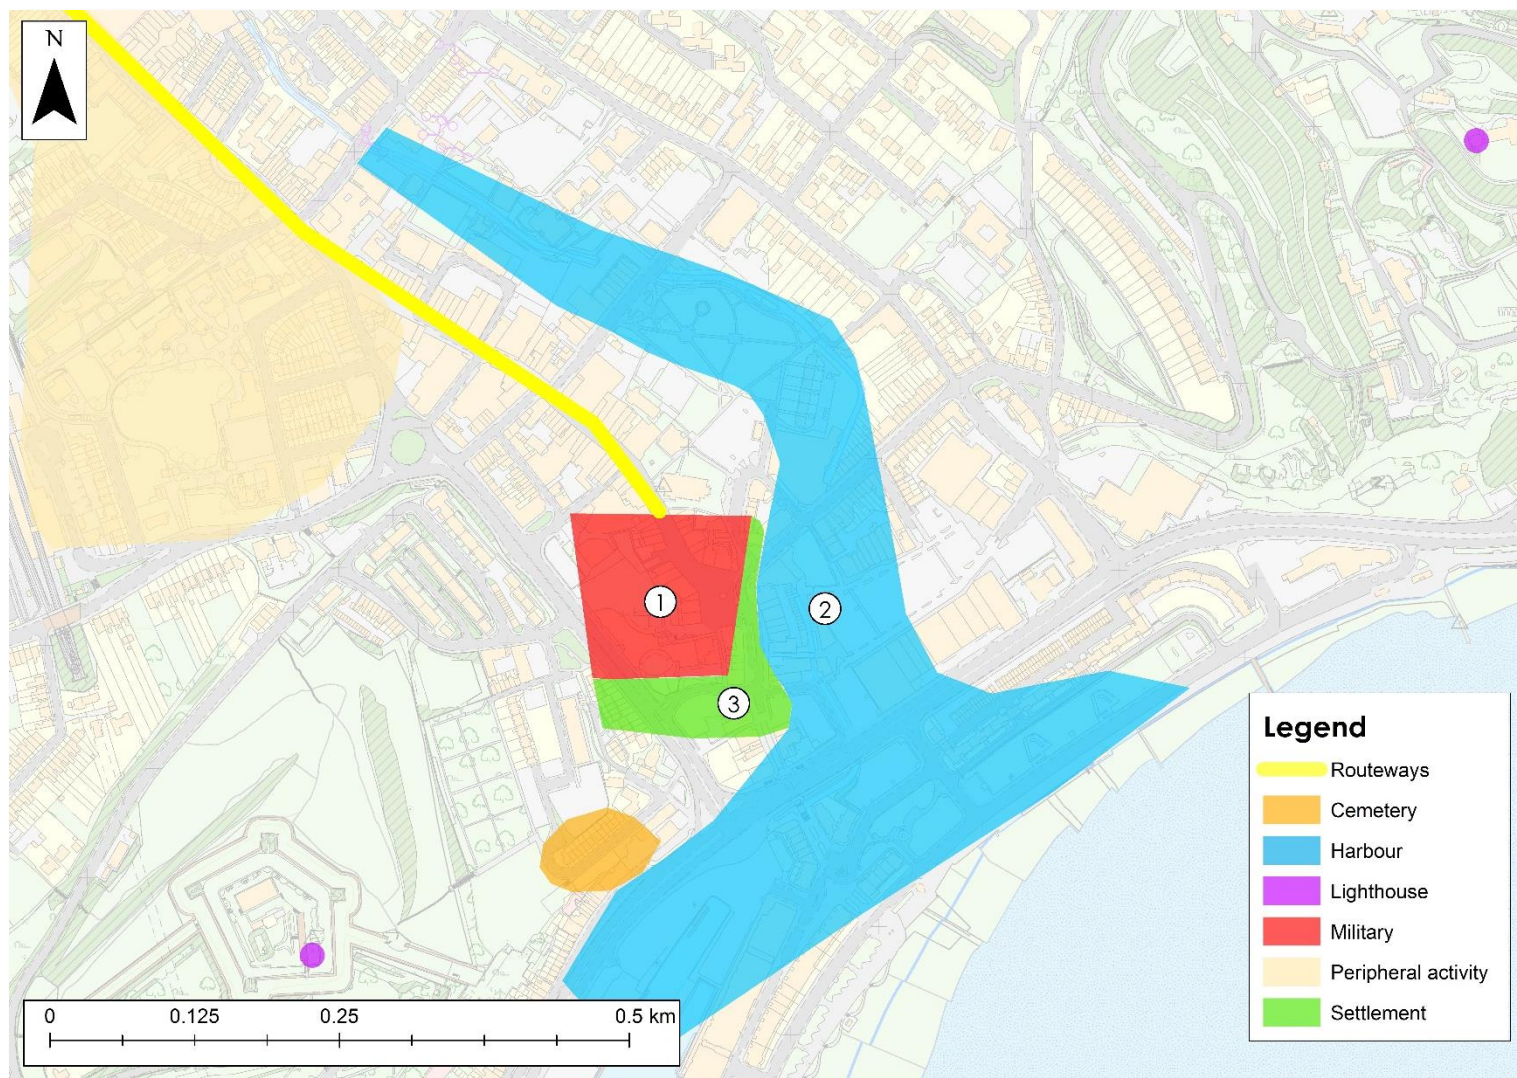 N
1
2
3
Legend
Routeways
Cemetery
Harbour
Lighthouse
Military
Peripheral activity
Settlement
0 0.125 0.25 0.5 km